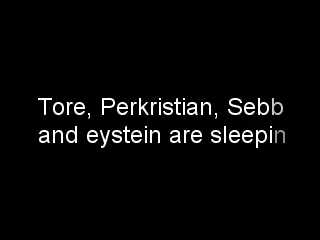 Tore, Perkristian, Sebb
and eystein are sleepin